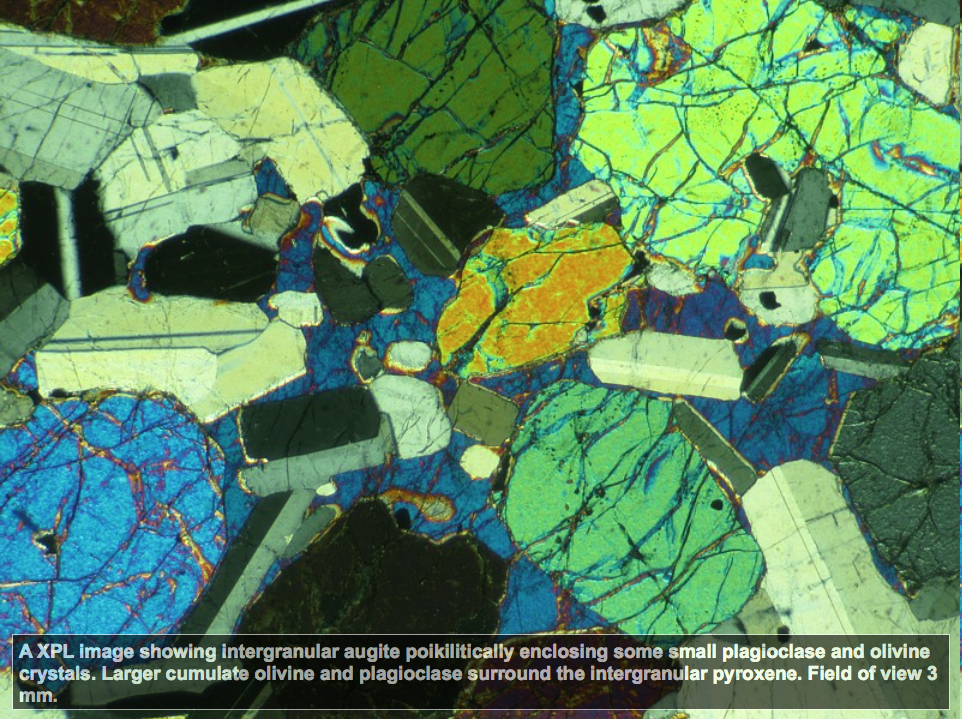 A XPL image showing intergranular augite poikilitically enclosing some small plagioclase and olivine
crystals. Larger cumulate olivine and plagioclase surround the intergranular pyroxene. Field of view 3
mm.